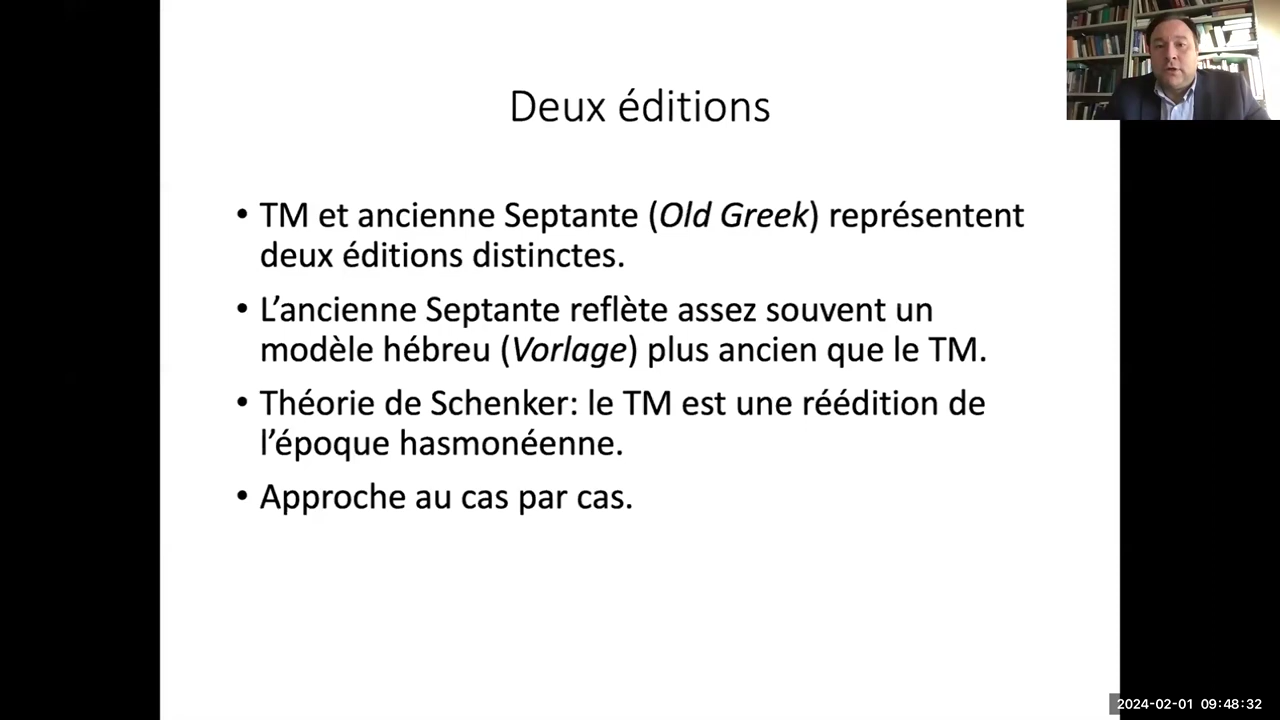 Deux éditions
• TM et ancienne Septante (Old Greek) représentent
deux éditions distinctes.
• L’ancienne Septante reflète assez souvent un
modèle hébreu (Vorlage) plus ancien que le TM.
• Théorie de Schenker: le TM est une réédition de
l’époque hasmonéenne.
• Approche au cas par cas.
2024-02-01 09:48:32